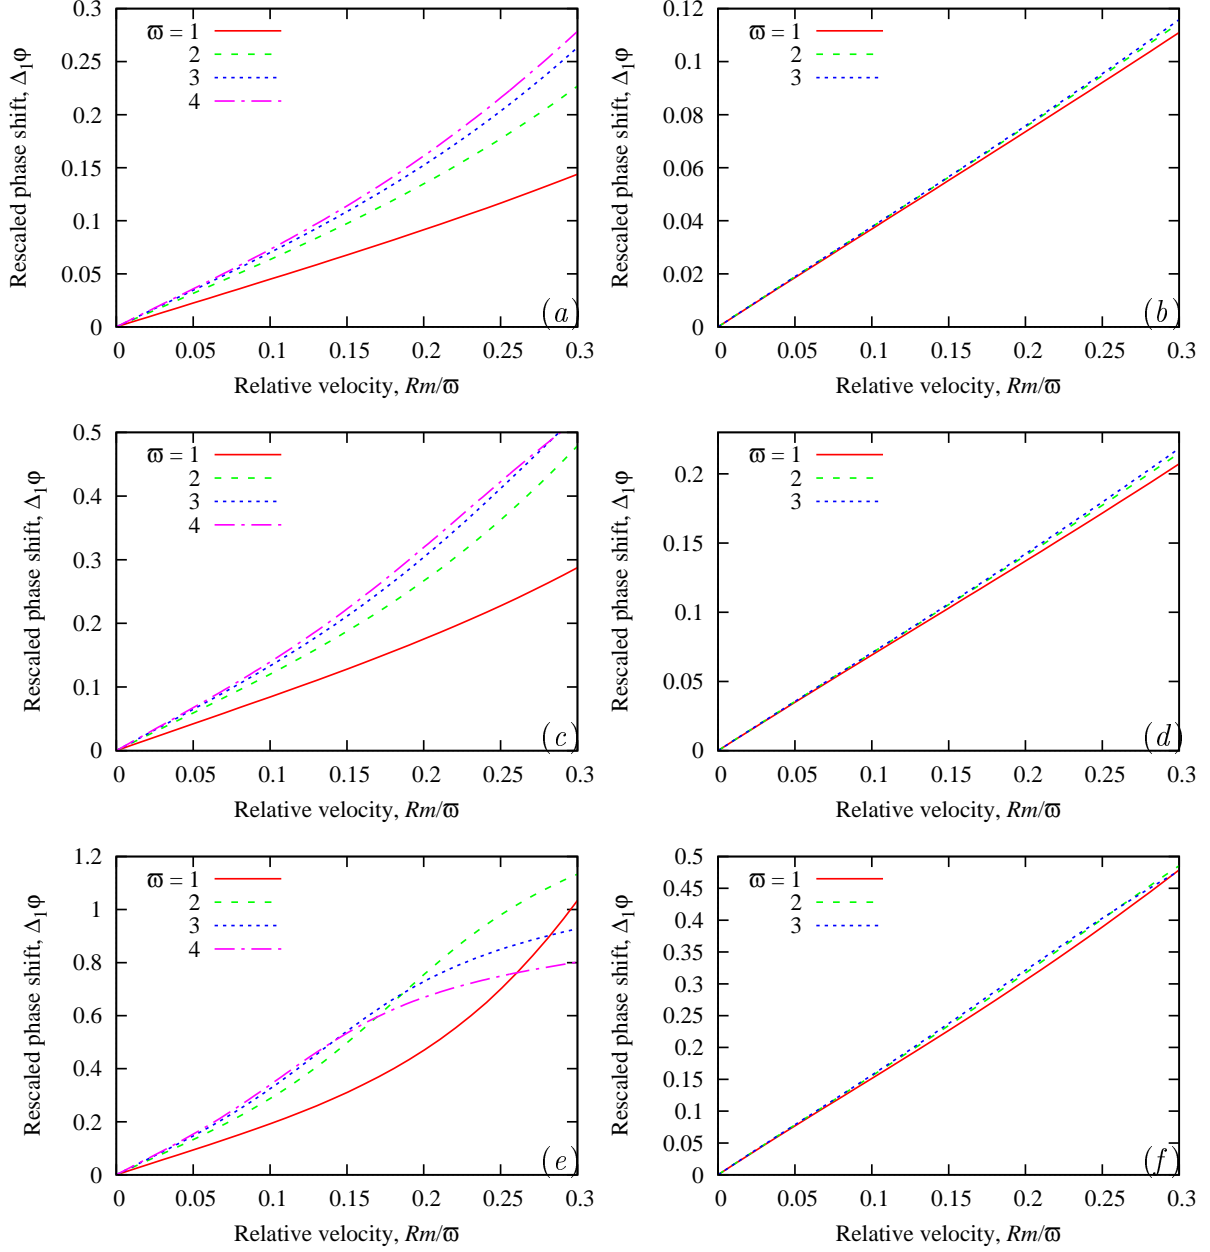 Rescaled phase shift, Δ₁φ
0.3
0.25
0.2
0.15
0.1
0.05
0
ϖ = 1
2
3
4
(a)
0 0.05 0.1 0.15 0.2 0.25 0.3
Relative velocity, Rm/ϖ
Rescaled phase shift, Δ₁φ
0.12
0.1
0.08
0.06
0.04
0.02
0
ϖ = 1
2
3
(b)
0 0.05 0.1 0.15 0.2 0.25 0.3
Relative velocity, Rm/ϖ
Rescaled phase shift, Δ₁φ
0.5
0.4
0.3
0.2
0.1
0
ϖ = 1
2
3
4
(c)
0 0.05 0.1 0.15 0.2 0.25 0.3
Relative velocity, Rm/ϖ
Rescaled phase shift, Δ₁φ
0.2
0.15
0.1
0.05
0
ϖ = 1
2
3
(d)
0 0.05 0.1 0.15 0.2 0.25 0.3
Relative velocity, Rm/ϖ
Rescaled phase shift, Δ₁φ
1.2
1
0.8
0.6
0.4
0.2
0
ϖ = 1
2
3
4
(e)
0 0.05 0.1 0.15 0.2 0.25 0.3
Relative velocity, Rm/ϖ
Rescaled phase shift, Δ₁φ
0.5
0.45
0.4
0.35
0.3
0.25
0.2
0.15
0.1
0.05
0
ϖ = 1
2
3
(f)
0 0.05 0.1 0.15 0.2 0.25 0.3
Relative velocity, Rm/ϖ